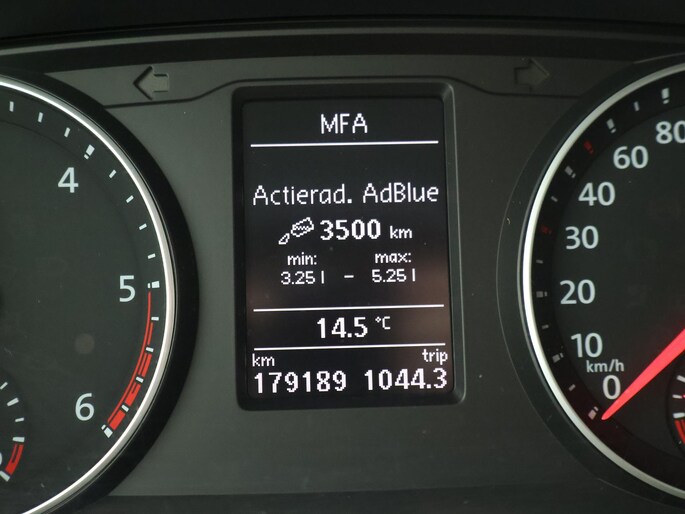 MFA
Actierad. AdBlue
3500 km
min: max:
3.25 l – 5.25 l
14.5 °C
km trip
179189 1044.3
4
5
6
80
60
40
30
20
10
km/h
0